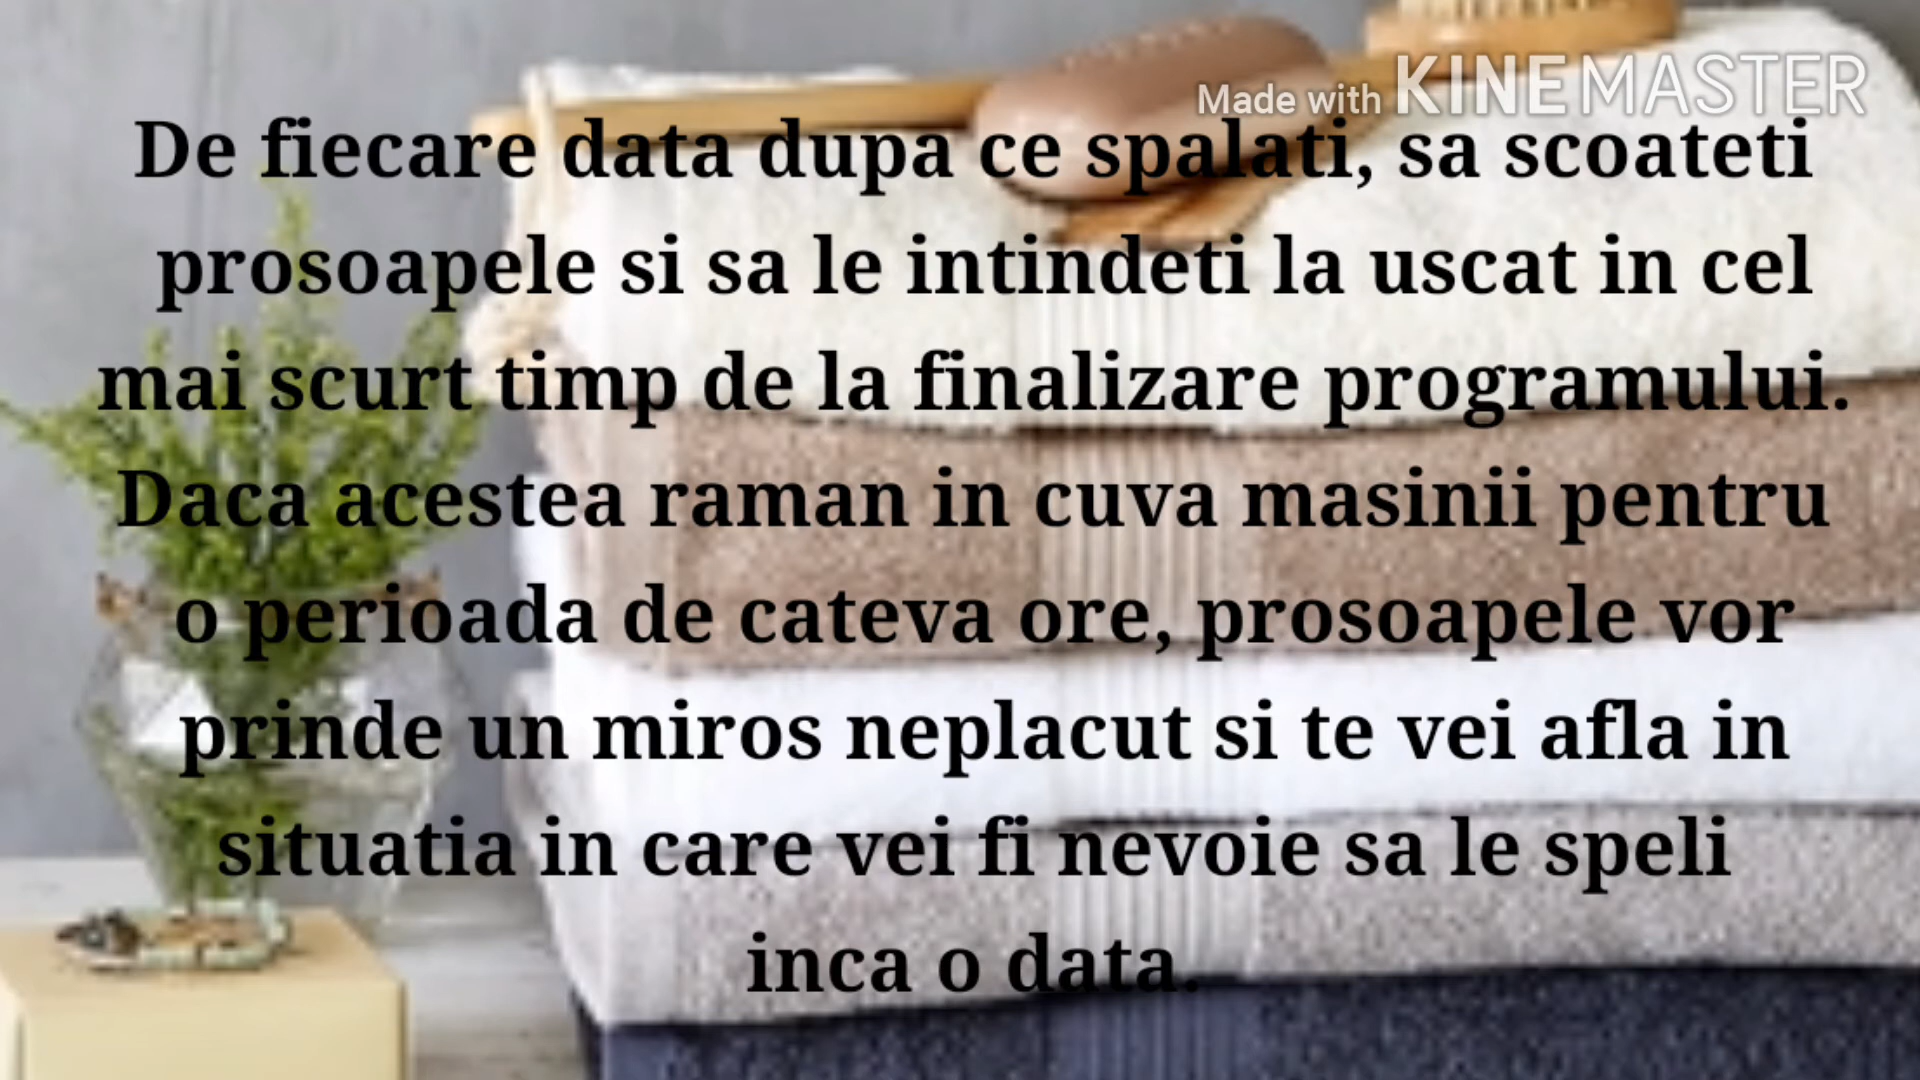 Made with KINEMASTER
De fiecare data dupa ce spalati, sa scoateti
prosoapele si sa le intindeti la uscat in cel
mai scurt timp de la finalizare programului.
Daca acestea raman in cuva masinii pentru
o perioada de cateva ore, prosoapele vor
prinde un miros neplacut si te vei afla in
situatia in care vei fi nevoie sa le speli
inca o data.